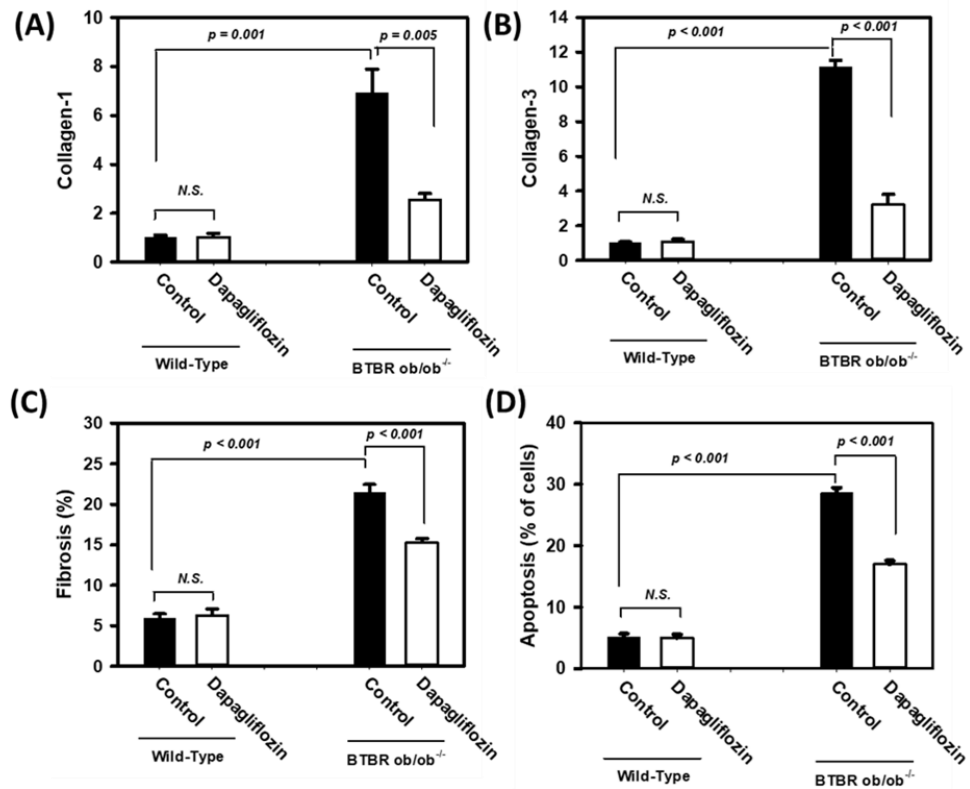 (A)
10
8
6
4
2
0
Collagen-1
p = 0.001
p = 0.005
N.S.
Control
Dapagliflozin
Control
Dapagliflozin
Wild-Type
BTBR ob/ob-/-
(B)
14
12
10
8
6
4
2
0
Collagen-3
p < 0.001
p < 0.001
N.S.
Control
Dapagliflozin
Control
Dapagliflozin
Wild-Type
BTBR ob/ob-/-
(C)
30
25
20
15
10
5
0
Fibrosis (%)
p < 0.001
p < 0.001
N.S.
Control
Dapagliflozin
Control
Dapagliflozin
Wild-Type
BTBR ob/ob-/-
(D)
40
30
20
10
0
Apoptosis (% of cells)
p < 0.001
p < 0.001
N.S.
Control
Dapagliflozin
Control
Dapagliflozin
Wild-Type
BTBR ob/ob-/-